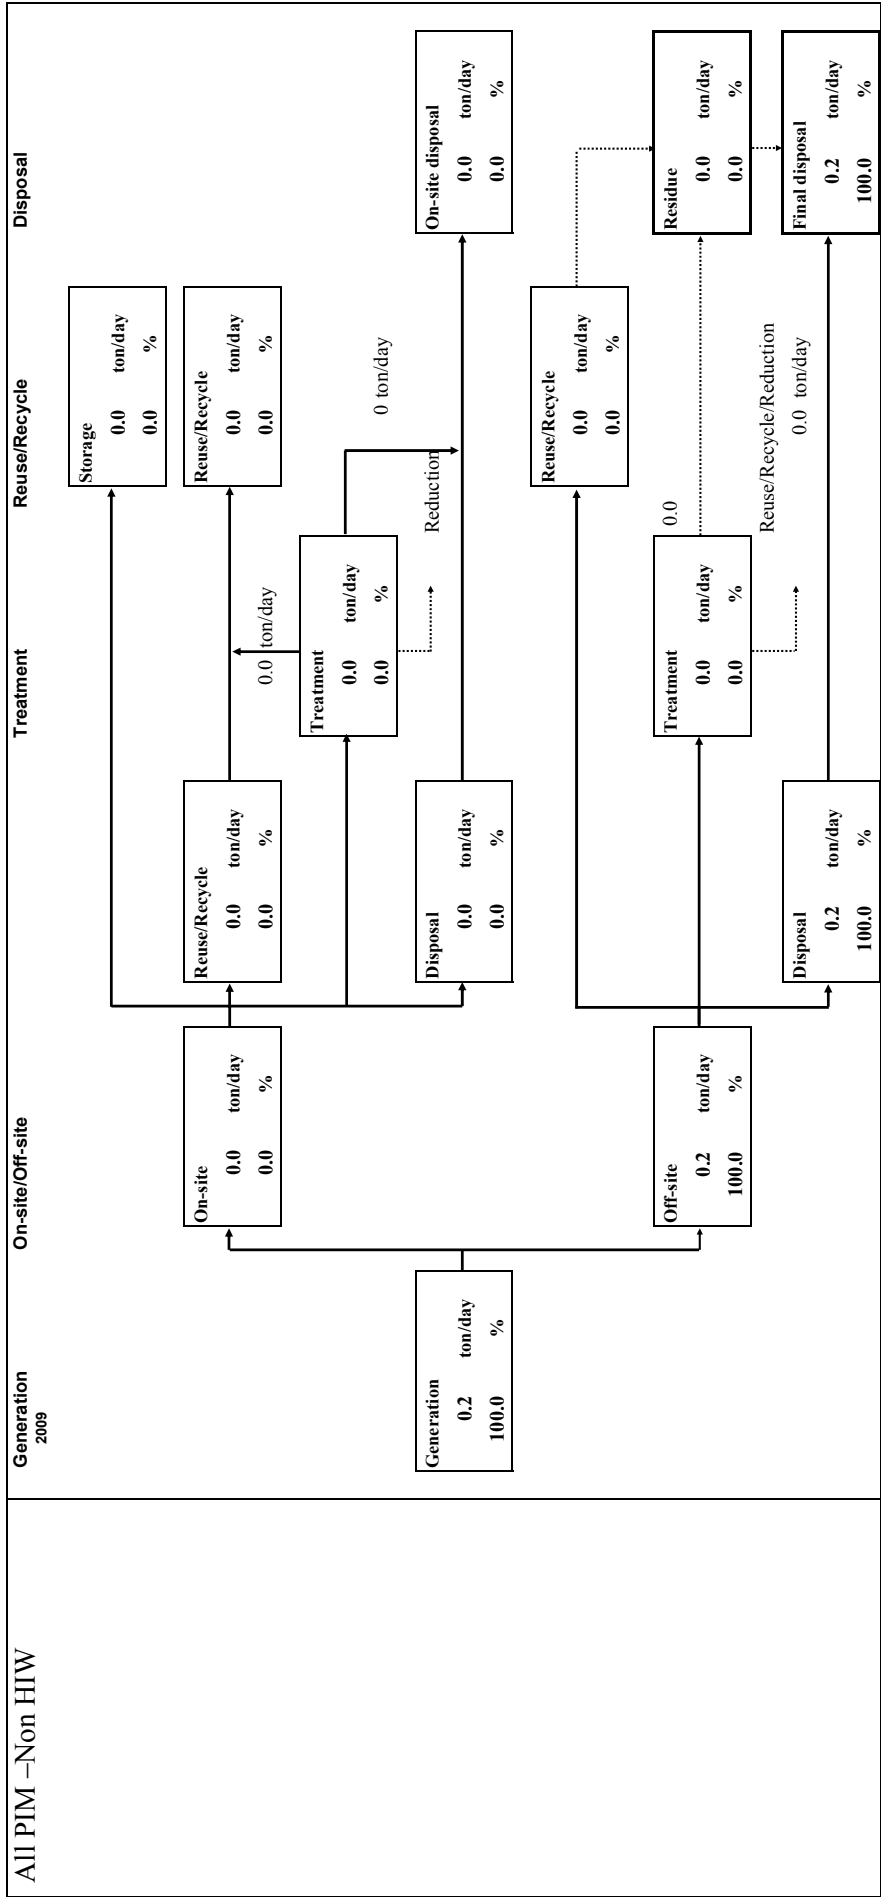 All PIM –Non HIW
Generation
2009
On-site/Off-site
Treatment
Reuse/Recycle
Disposal
Generation
0.2 ton/day
100.0 %
On-site
0.0 ton/day
0.0 %
Off-site
0.2 ton/day
100.0 %
Reuse/Recycle
0.0 ton/day
0.0 %
Disposal
0.0 ton/day
0.0 %
Disposal
0.2 ton/day
100.0 %
0.0 ton/day
Treatment
0.0 ton/day
0.0 %
Treatment
0.0 ton/day
0.0 %
Storage
0.0 ton/day
0.0 %
Reuse/Recycle
0.0 ton/day
0.0 %
0 ton/day
Reduction
Reuse/Recycle
0.0 ton/day
0.0 %
0.0
Reuse/Recycle/Reduction
0.0 ton/day
On-site disposal
0.0 ton/day
0.0 %
Residue
0.0 ton/day
0.0 %
Final disposal
0.2 ton/day
100.0 %